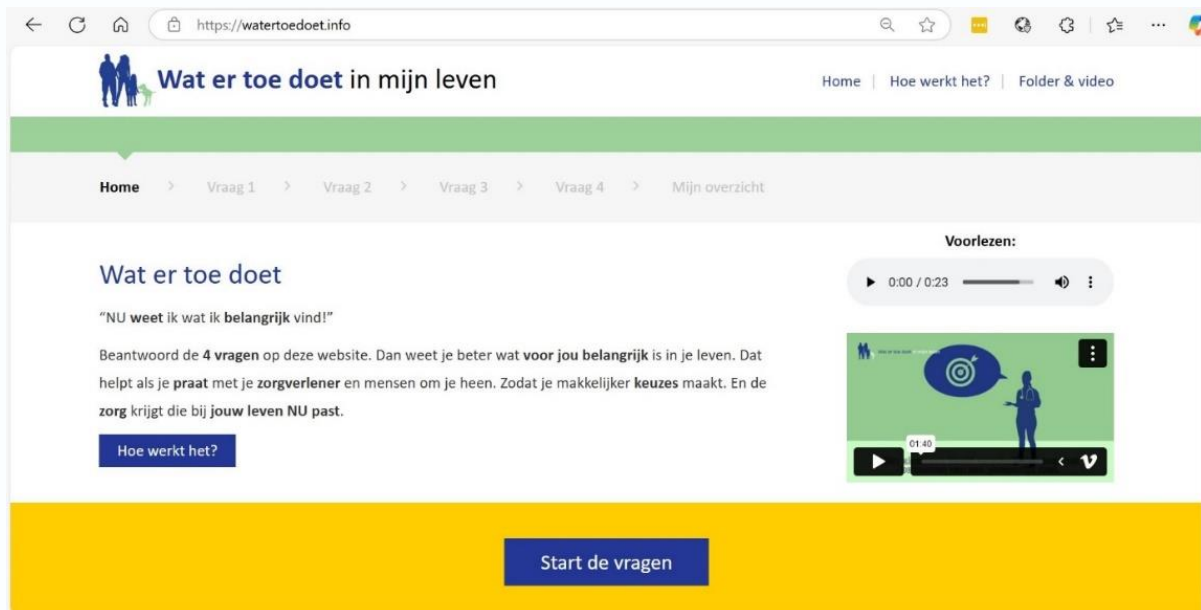 https://watertoedoet.info
Wat er toe doet in mijn leven
Home | Hoe werkt het? | Folder & video
Home > Vraag 1 > Vraag 2 > Vraag 3 > Vraag 4 > Mijn overzicht
Voorlezen:
0:00 / 0:23
Wat er toe doet
“NU weet ik wat ik belangrijk vind!”
Beantwoord de 4 vragen op deze website. Dan weet je beter wat voor jou belangrijk is in je leven. Dat
helpt als je praat met je zorgverlener en mensen om je heen. Zodat je makkelijker keuzes maakt. En de
zorg krijgt die bij jouw leven NU past.
Hoe werkt het?
01:40
Start de vragen